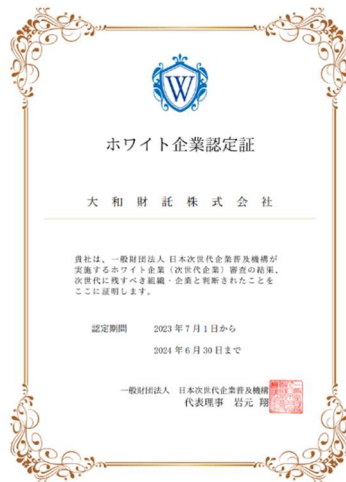 W
ホワイト企業認定証
大和財託株式会社
貴社は、一般財団法人 日本次世代企業普及機構が
実施するホワイト企業（次世代企業）審査の結果、
次世代に残すべき組織・企業と判断されたことを
ここに証明します。
認定期間 2023年7月1日から
2024年6月30日まで
一般財団法人 日本次世代企業普及機構
代表理事 岩元 翔